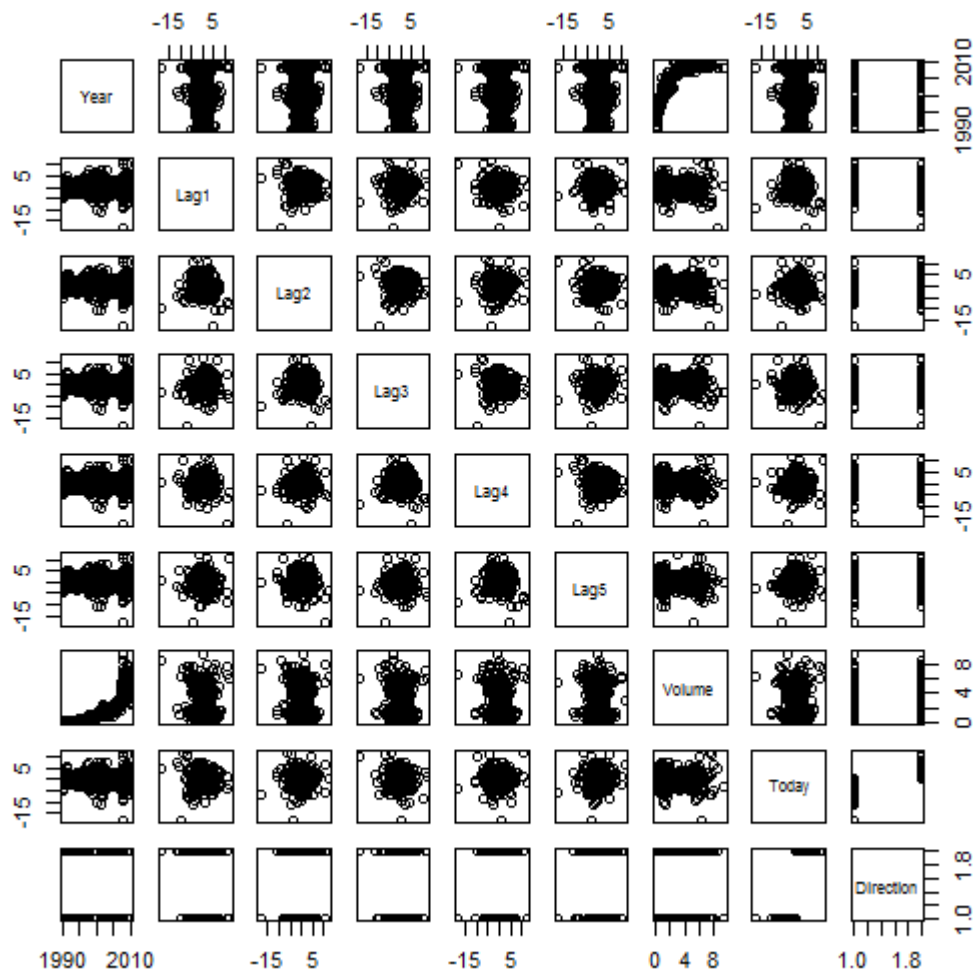 -15 5 -15 5 -15 5 -15 5
Year 1990 2010
-15 5 Lag1
Lag2 -15 5
-15 5 Lag3
Lag4 -15 5
-15 5 Lag5
Volume 0 4 8
-15 5 Today
Direction 1.0 1.8
1990 2010 -15 5 -15 5 0 4 8 1.0 1.8